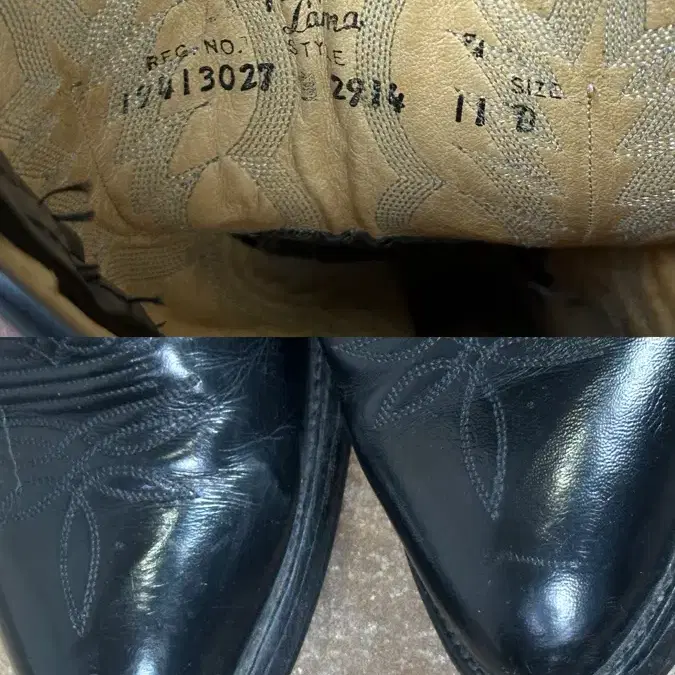 Lama
REG. NO. STYLE SIZE
19413027 2914 11 D